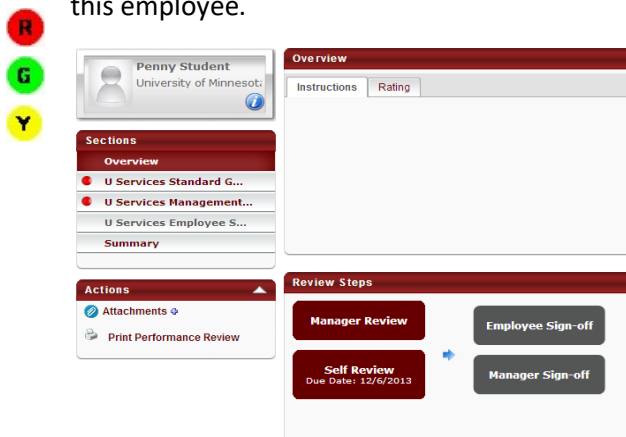 this employee.
R
G
Y
Penny Student
University of Minnesota
Sections
Overview
U Services Standard G...
U Services Management...
U Services Employee S...
Summary
Actions
Attachments
Print Performance Review
Overview
Instructions Rating
Review Steps
Manager Review
Self Review
Due Date: 12/6/2013
Employee Sign-off
Manager Sign-off